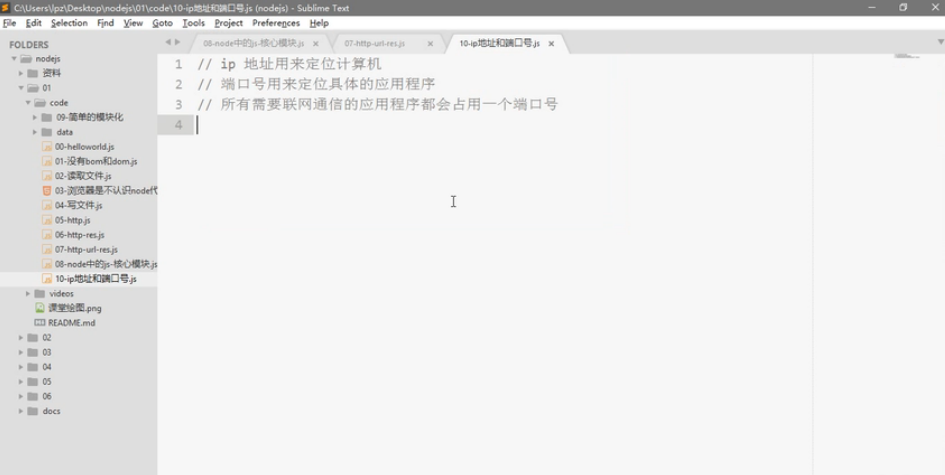 C:\Users\lpz\Desktop\nodejs\01\code\10-ip地址和端口号.js (nodejs) - Sublime Text
File Edit Selection Find View Goto Tools Project Preferences Help
FOLDERS
nodejs
资料
01
code
09-简单的模块化
data
00-helloworld.js
01-没有bom和dom.js
02-读取文件.js
03-浏览器是不认识node代
04-写文件.js
05-http.js
06-http-res.js
07-http-url-res.js
08-node中的js-核心模块.js
10-ip地址和端口号.js
videos
课堂绘图.png
README.md
02
03
04
05
06
docs
08-node中的js-核心模块.js
07-http-url-res.js
10-ip地址和端口号.js
1 // ip 地址用来定位计算机
2 // 端口号用来定位具体的应用程序
3 // 所有需要联网通信的应用程序都会占用一个端口号
4